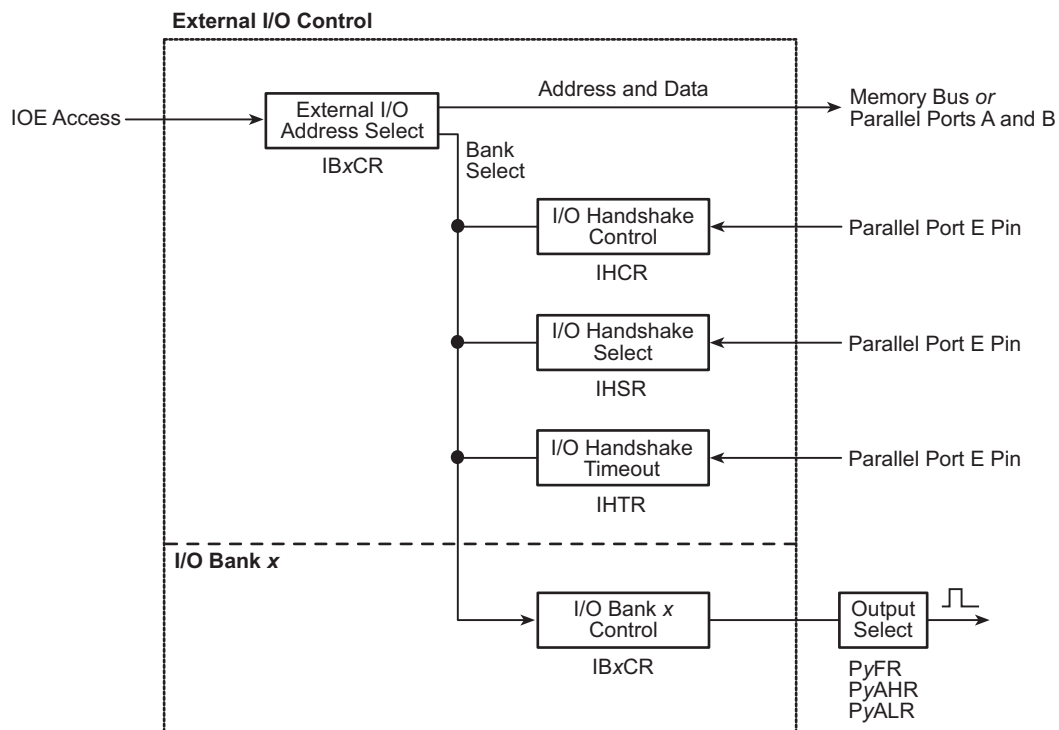 External I/O Control
Address and Data
IOE Access
External I/O
Address Select
IBxCR
Memory Bus or
Parallel Ports A and B
Bank
Select
I/O Handshake
Control
IHCR
Parallel Port E Pin
I/O Handshake
Select
IHSR
Parallel Port E Pin
I/O Handshake
Timeout
IHTR
Parallel Port E Pin
I/O Bank x
I/O Bank x
Control
IBxCR
Output
Select
PyFR
PyAHR
PyALR